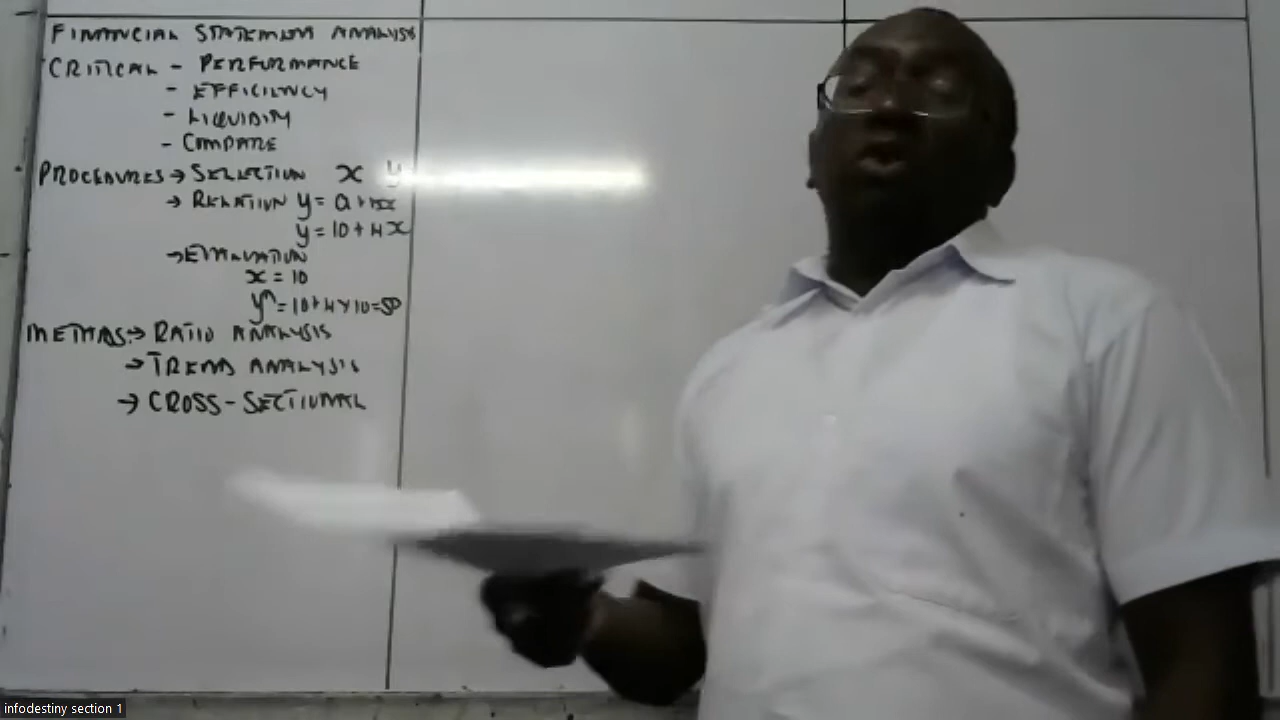 FINANCIAL STATEMENT ANALYSIS
CRITICAL - PERFORMANCE
- EFFICIENCY
- LIQUIDITY
- COMPARE
PROCEDURES → SELECTION x y
→ RELATION y = a + bx
y = 10 + 4x
→ EVALUATION
x = 10
y = 10 + 4 x 10 = 50
METHODS → RATIO ANALYSIS
→ TREND ANALYSIS
→ CROSS-SECTIONAL
infodestiny section 1